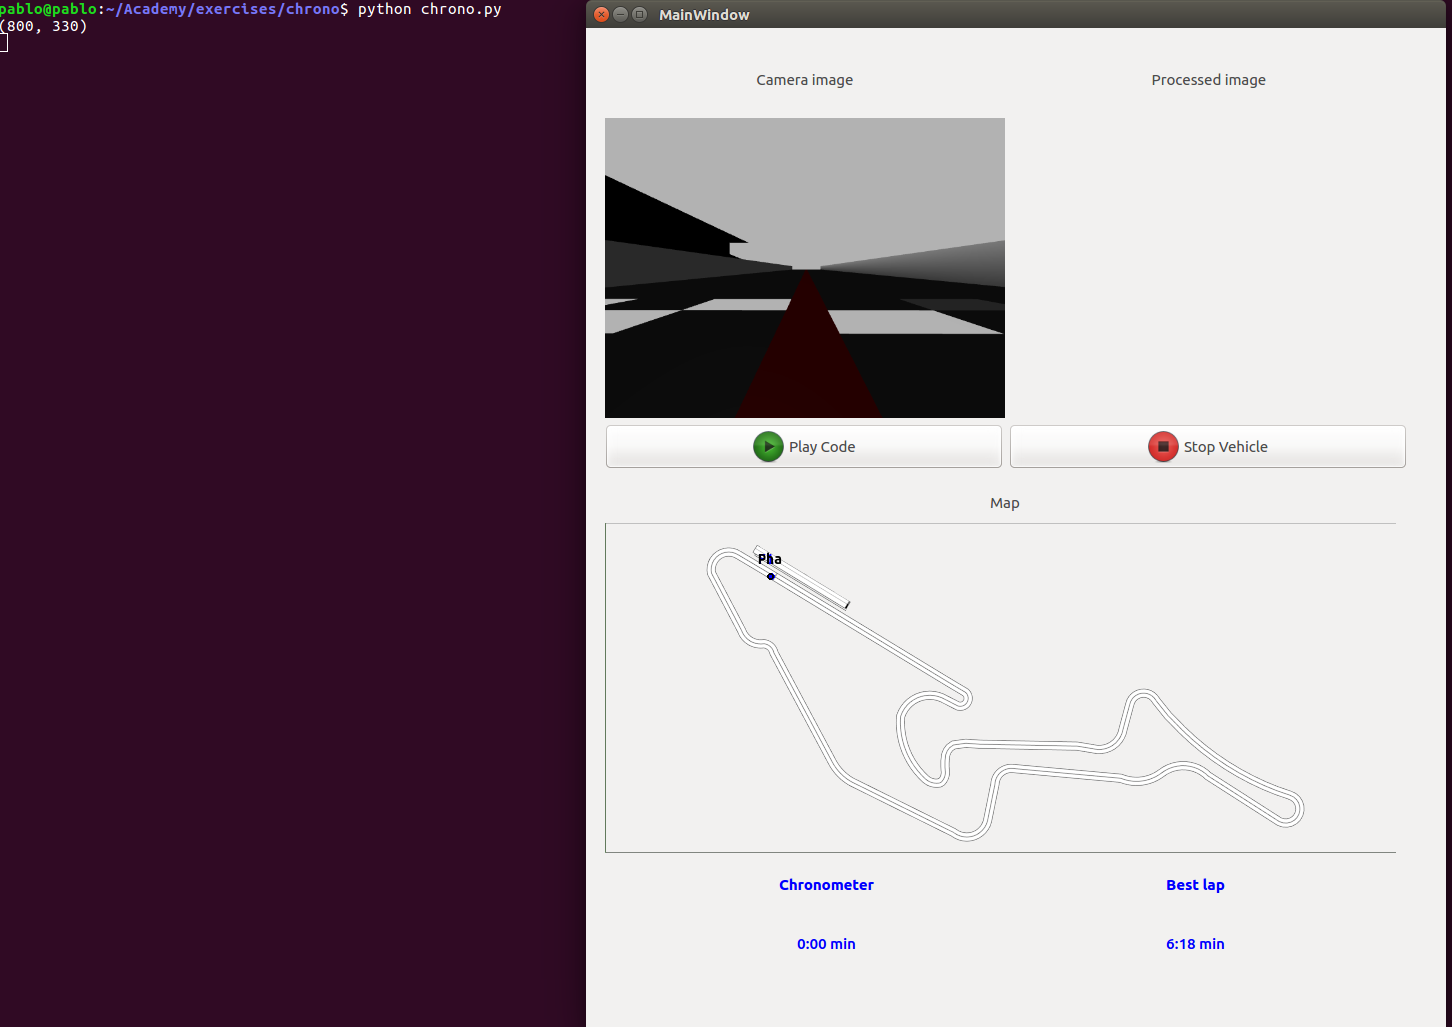 pablo@pablo:~/Academy/exercises/chrono$ python chrono.py
(800, 330)
MainWindow
Camera image
Processed image
Play Code
Stop Vehicle
Map
Chronometer
Best lap
0:00 min
6:18 min